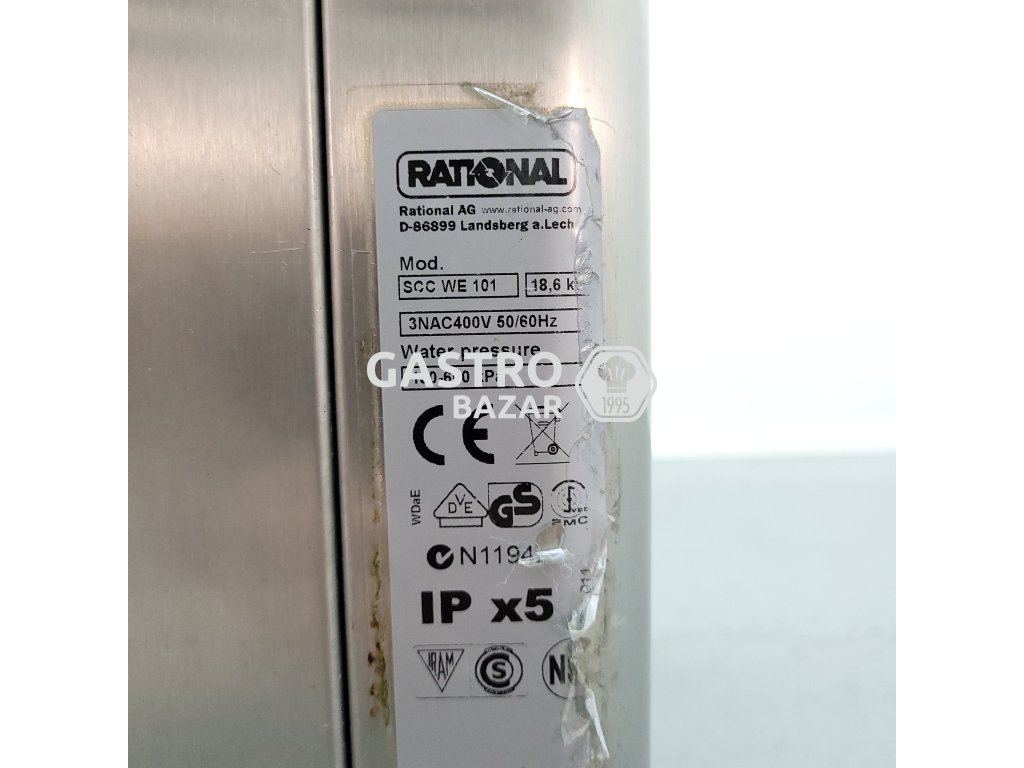 RATIONAL
Rational AG www.rational-ag.com
D-86899 Landsberg a.Lech
Mod.
SCC WE 101 18,6 k
3NAC400V 50/60Hz
Water pressure
GASTRO
BAZAR
1995
CE
WDaE
DVE GS
EMC
N1194
011
IP x5
IRAM S